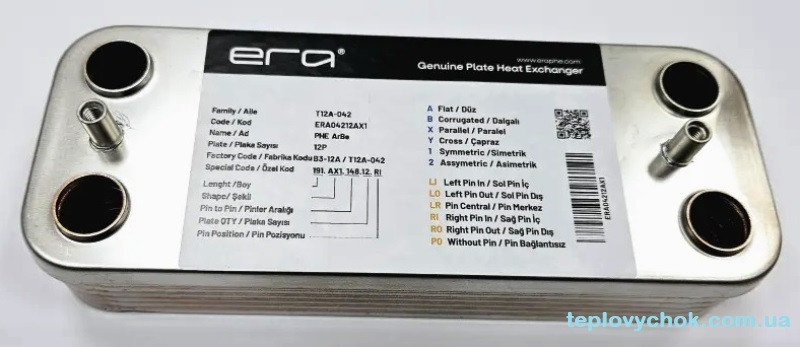 era®
www.eraphe.com
Genuine Plate Heat Exchanger
Family / Aile T12A-042
Code / Kod ERA04212AX1
Name / Ad PHE ArBe
Plate / Plaka Sayısı 12P
Factory Code / Fabrika Kodu B3-12A / T12A-042
Special Code / Özel Kod 191. AX1. 148.12. RI
Lenght /Boy
Shape/ Şekil
Pin to Pin / Pinler Aralığı
Plate QTY / Plaka Sayısı
Pin Position / Pin Pozisyonu
A Flat / Düz
B Corrugated / Dalgalı
X Parallel / Paralel
Y Cross / Çapraz
1 Symmetric / Simetrik
2 Assymetric / Asimetrik
LI Left Pin In / Sol Pin İç
LO Left Pin Out / Sol Pin Dış
LR Pin Central / Pin Merkez
RI Right Pin In / Sağ Pin İç
RO Right Pin Out / Sağ Pin Dış
PO Without Pin / Pin Bağlantısız
ERA04212AX1
teplovychok.com.ua